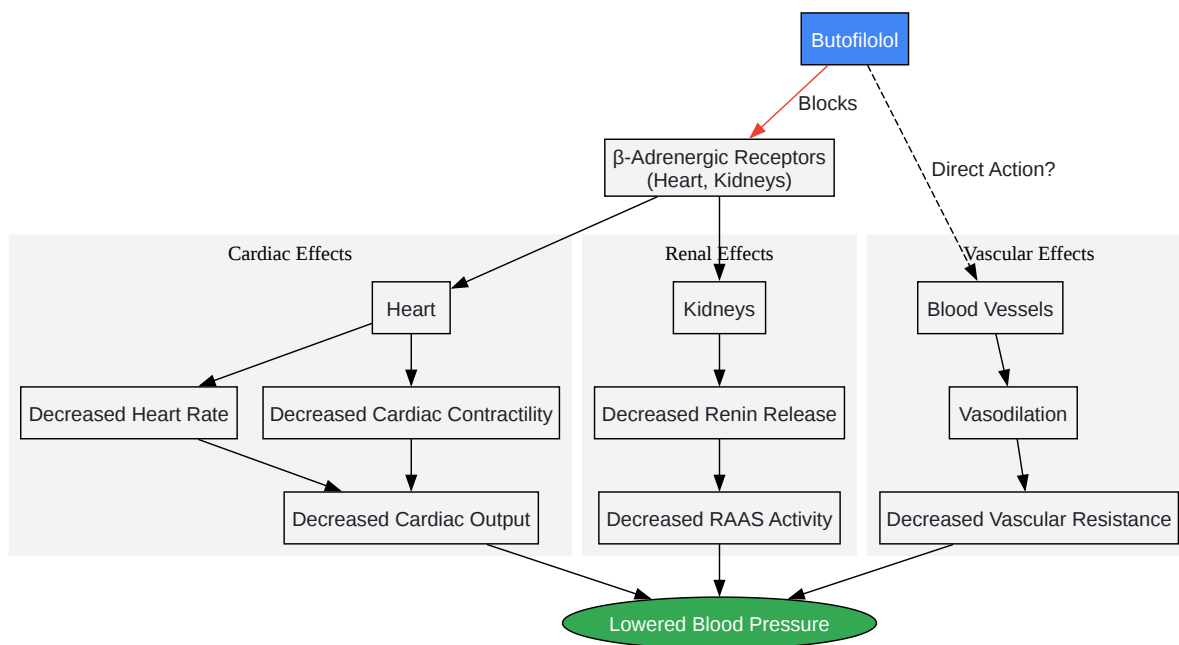 Butofilolol
Blocks
β-Adrenergic Receptors
(Heart, Kidneys)
Direct Action?
Cardiac Effects
Renal Effects
Vascular Effects
Heart
Kidneys
Blood Vessels
Decreased Heart Rate
Decreased Cardiac Contractility
Decreased Renin Release
Vasodilation
Decreased Cardiac Output
Decreased RAAS Activity
Decreased Vascular Resistance
Lowered Blood Pressure